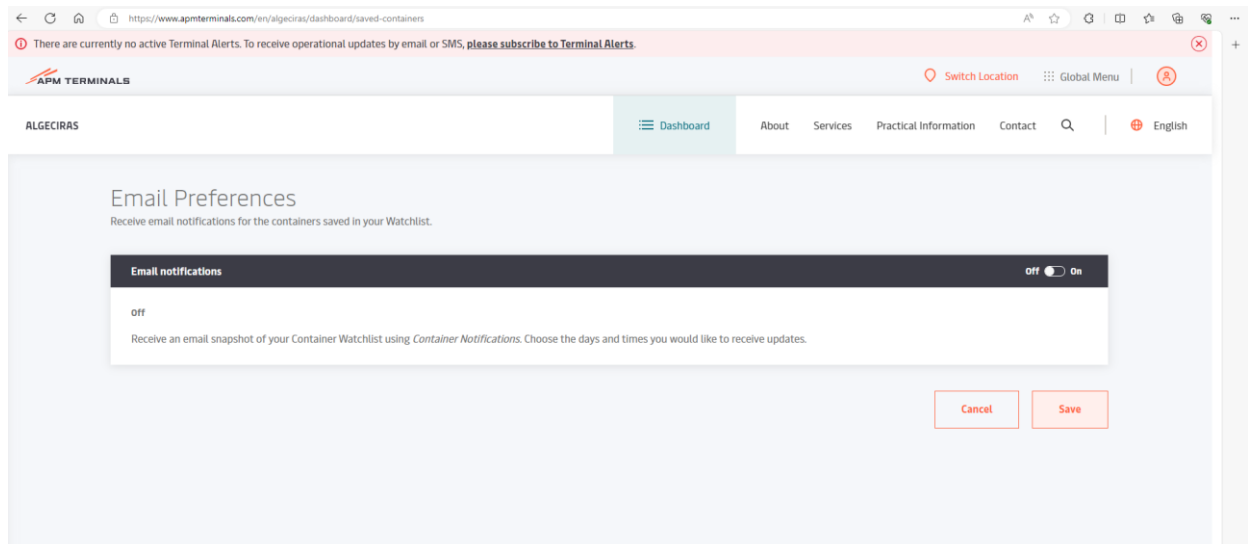 https://www.apmterminals.com/en/algeciras/dashboard/saved-containers
There are currently no active Terminal Alerts. To receive operational updates by email or SMS, please subscribe to Terminal Alerts.
APM TERMINALS
Switch Location
Global Menu
ALGECIRAS
Dashboard
About
Services
Practical Information
Contact
English
Email Preferences
Receive email notifications for the containers saved in your Watchlist.
Email notifications
Off On
Off
Receive an email snapshot of your Container Watchlist using Container Notifications. Choose the days and times you would like to receive updates.
Cancel
Save